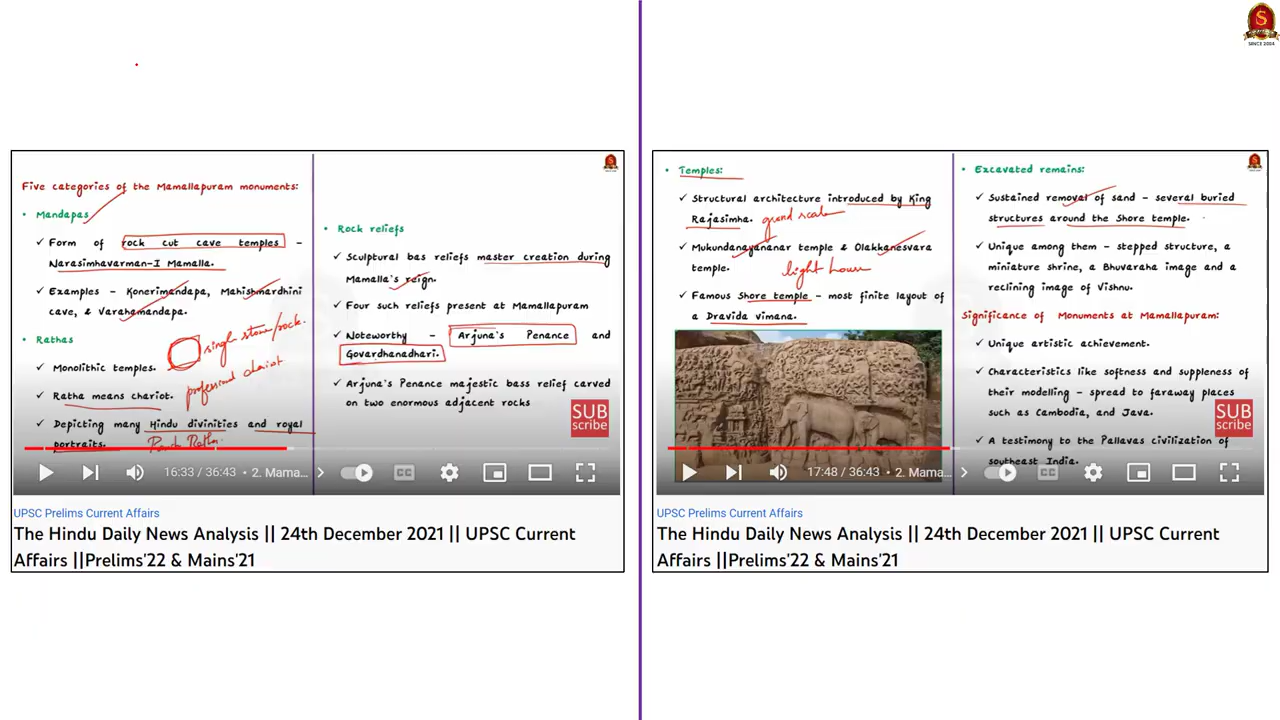 SINCE 2004
Five categories of the Mamallapuram monuments:
• Mandapas
✓ Form of rock cut cave temples –
Narasimhavarman-I Mamalla.
✓ Examples – Konerimandapa, Mahishmardhini
cave, & Varahamandapa.
• Rathas
single stone/rock.
✓ Monolithic temples.
professional chariot
✓ Ratha means chariot.
✓ Depicting many Hindu divinities and royal
portraits.
• Rock reliefs
✓ Sculptural bas reliefs master creation during
Mamalla's reign.
✓ Four such reliefs present at Mamallapuram
✓ Noteworthy – Arjuna's Penance and
Govardhanadhari.
✓ Arjuna's Penance majestic bass relief carved
on two enormous adjacent rocks
SUB
scribe
16:33 / 36:43 • 2. Mama...
CC
UPSC Prelims Current Affairs
The Hindu Daily News Analysis || 24th December 2021 || UPSC Current
Affairs ||Prelims'22 & Mains'21
• Temples:
✓ Structural architecture introduced by King
Rajasimha. grand scale
✓ Mukundanayananar temple & Olakkanesvara
temple. light house
✓ Famous Shore temple – most finite layout of
a Dravida vimana.
• Excavated remains:
✓ Sustained removal of sand – several buried
structures around the Shore temple.
✓ Unique among them – stepped structure, a
miniature shrine, a Bhuvaraha image and a
reclining image of Vishnu.
Significance of Monuments at Mamallapuram:
✓ Unique artistic achievement.
✓ Characteristics like softness and suppleness of
their modelling – spread to faraway places
such as Cambodia, and Java.
✓ A testimony to the Pallavas civilization of
southeast India.
SUB
scribe
17:48 / 36:43 • 2. Mama...
CC
UPSC Prelims Current Affairs
The Hindu Daily News Analysis || 24th December 2021 || UPSC Current
Affairs ||Prelims'22 & Mains'21